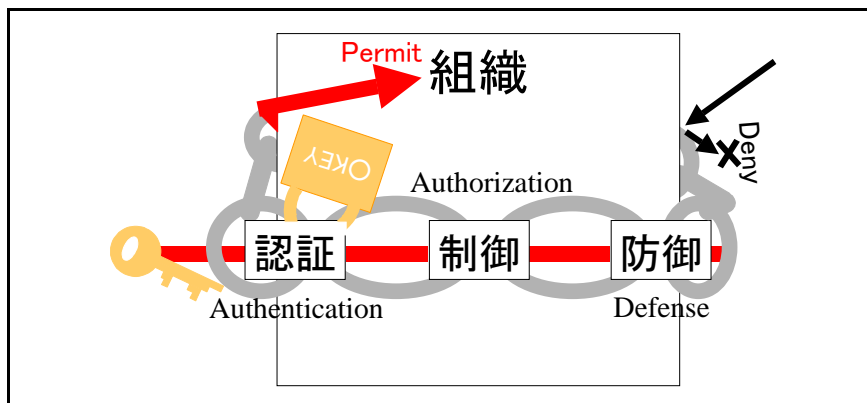 Permit
組織
Deny
OKEY
Authorization
認証
制御
防御
Authentication
Defense